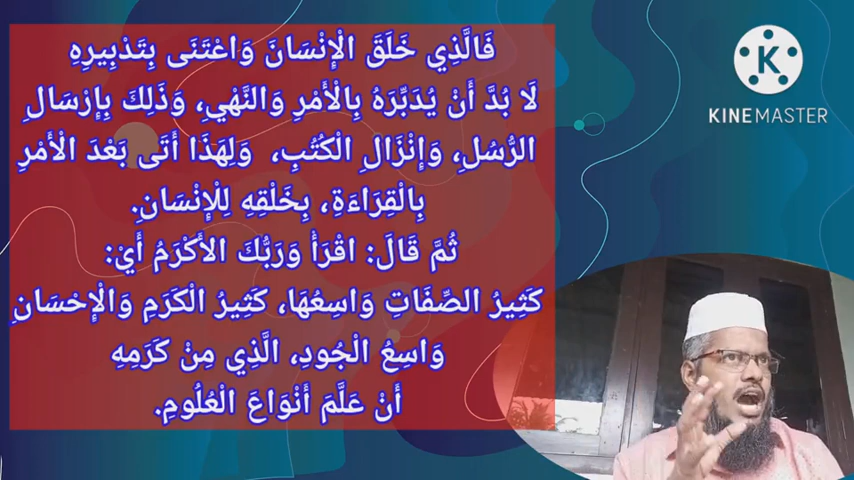 فَالَّذِي خَلَقَ الْإِنْسَانَ وَاعْتَنَى بِتَدْبِيرِهِ
لَا بُدَّ أَنْ يُدَبِّرَهُ بِالْأَمْرِ وَالنَّهْيِ، وَذَلِكَ بِإِرْسَالِ
الرُّسُلِ، وَإِنْزَالِ الْكُتُبِ، وَلِهَذَا أَتَى بَعْدَ الْأَمْرِ
بِالْقِرَاءَةِ، بِخَلْقِهِ لِلْإِنْسَانِ.
ثُمَّ قَالَ: اقْرَأْ وَرَبُّكَ الأَكْرَمُ أَيْ:
كَثِيرُ الصِّفَاتِ وَاسِعُهَا، كَثِيرُ الْكَرَمِ وَالْإِحْسَانِ
وَاسِعُ الْجُودِ، الَّذِي مِنْ كَرَمِهِ
أَنْ عَلَّمَ أَنْوَاعَ الْعُلُومِ.
K
KINEMASTER